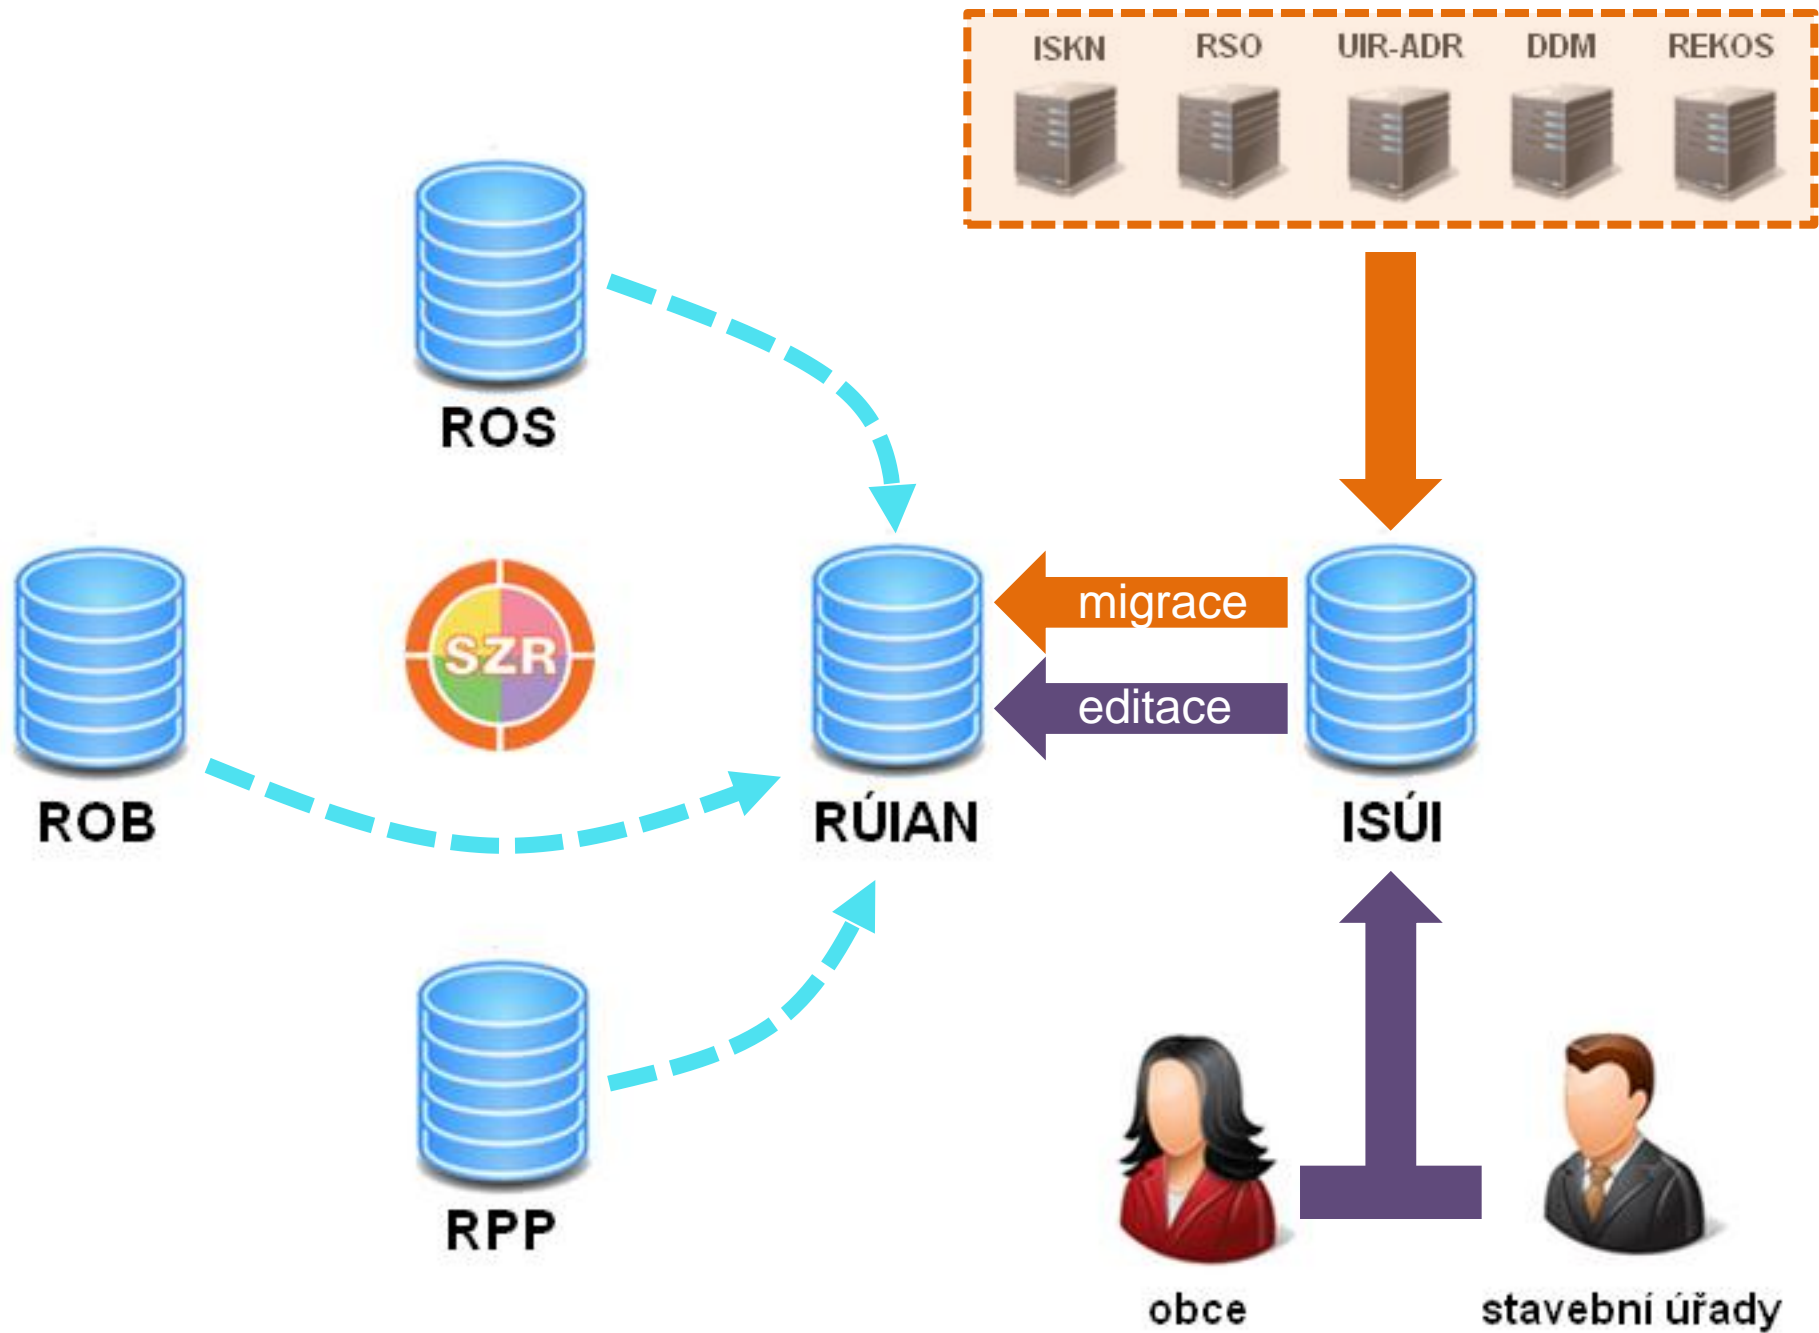 ISKN RSO UIR-ADR DDM REKOS
ROS
SZR
migrace
editace
ROB
RÚIAN
ISÚI
RPP
obce
stavební úřady